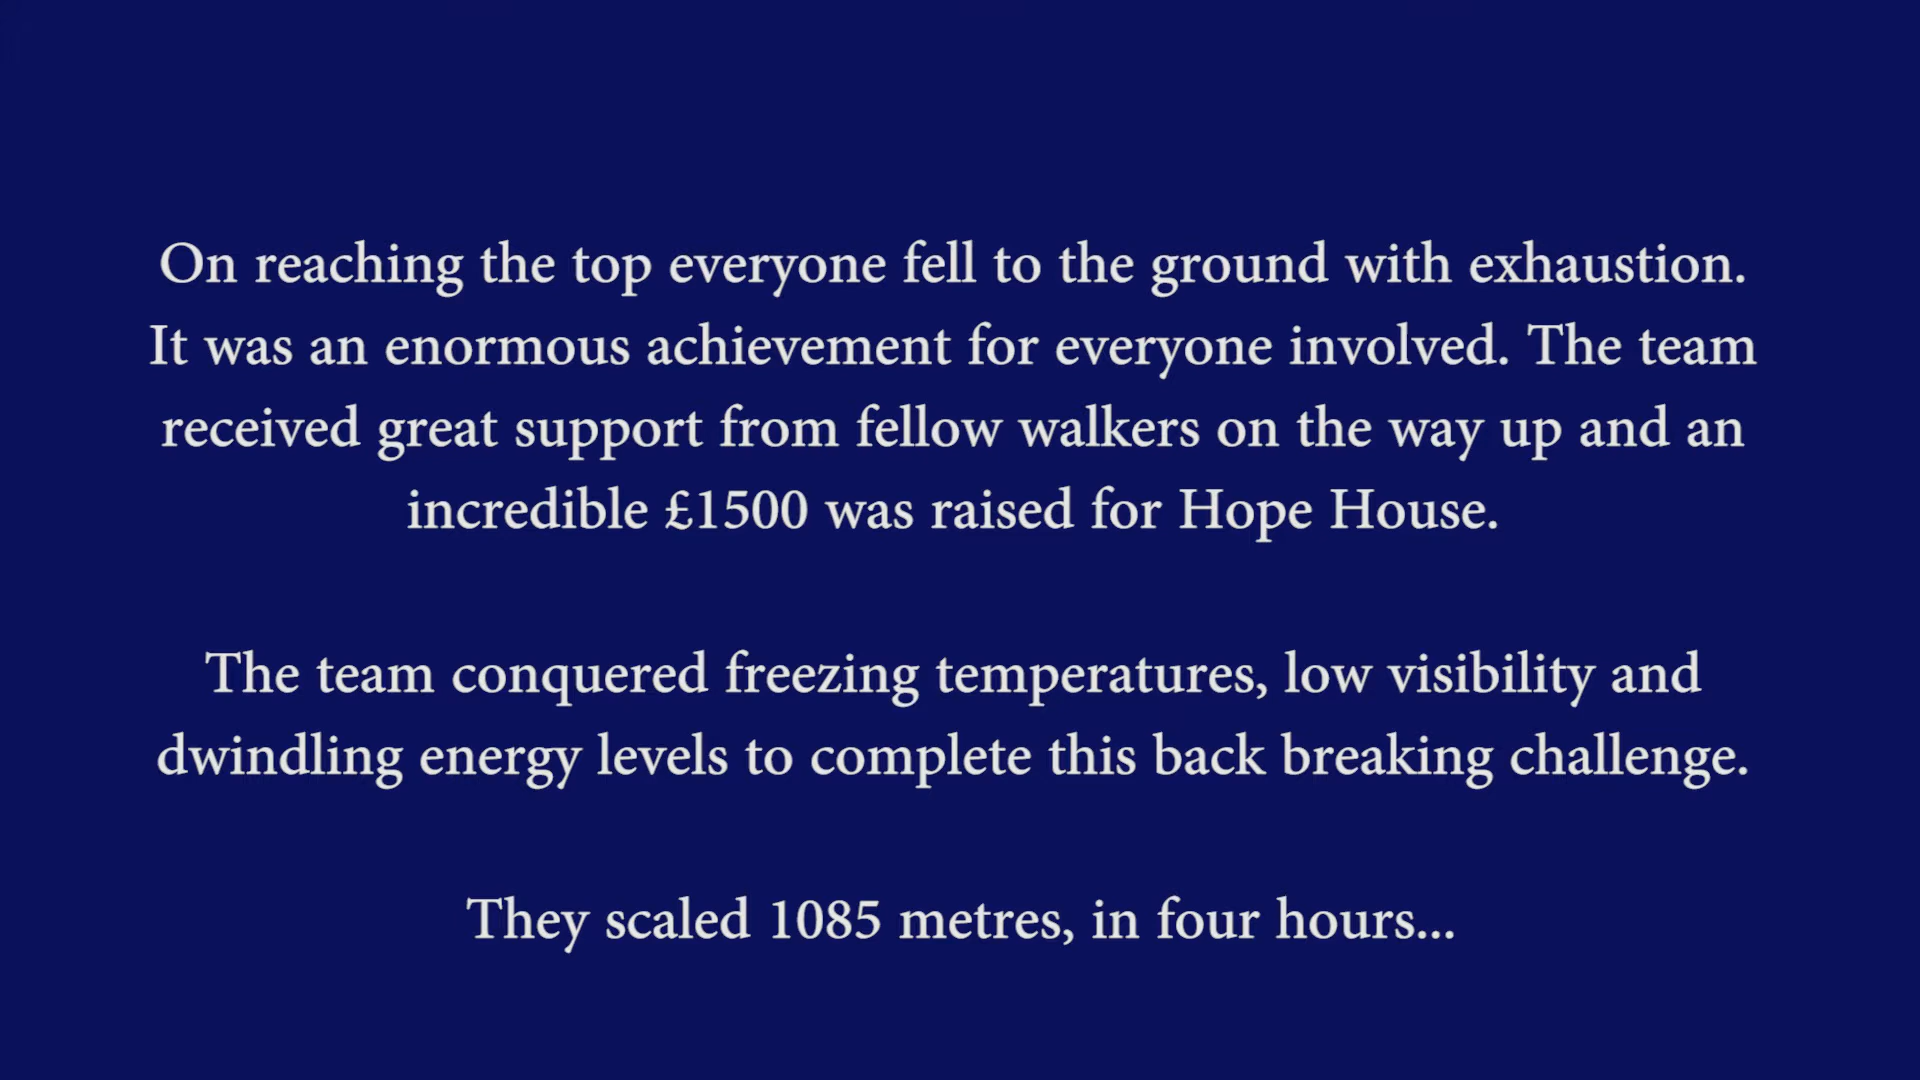 On reaching the top everyone fell to the ground with exhaustion.
It was an enormous achievement for everyone involved. The team
received great support from fellow walkers on the way up and an
incredible £1500 was raised for Hope House.
The team conquered freezing temperatures, low visibility and
dwindling energy levels to complete this back breaking challenge.
They scaled 1085 metres, in four hours...